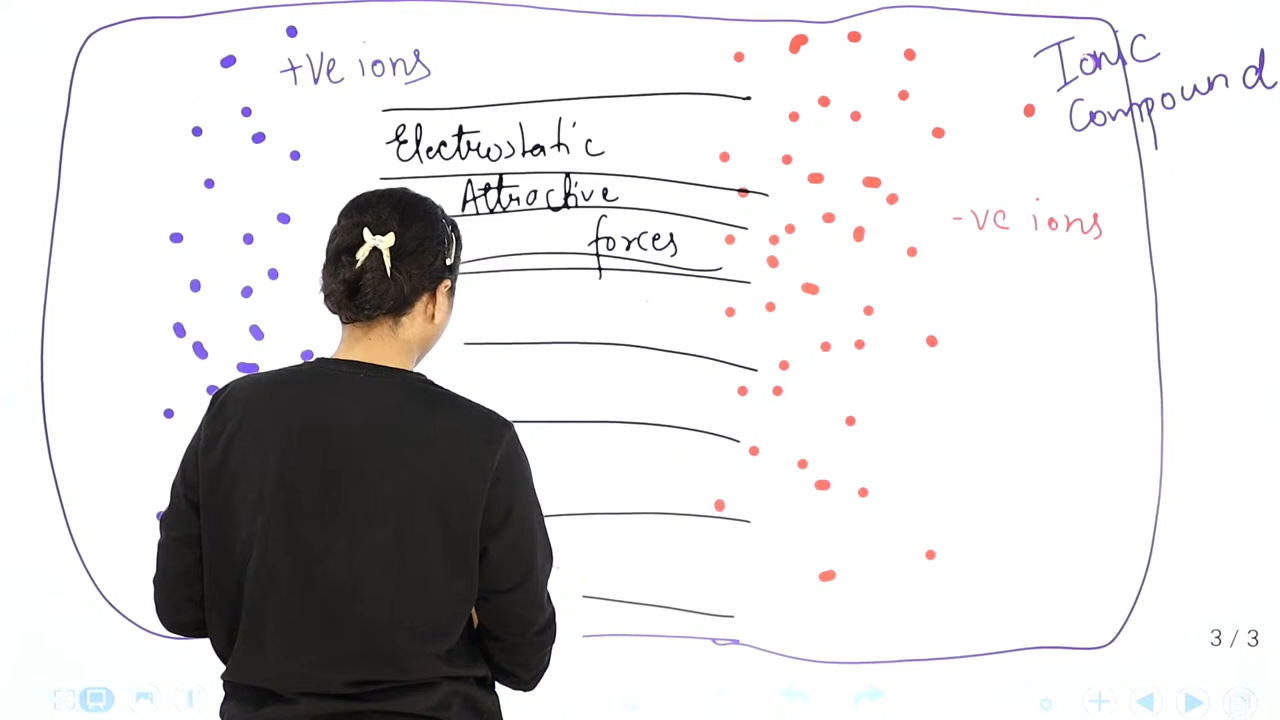 +ve ions
Ionic
Compound
Electrostatic
Attractive
forces
-ve ions
3 / 3